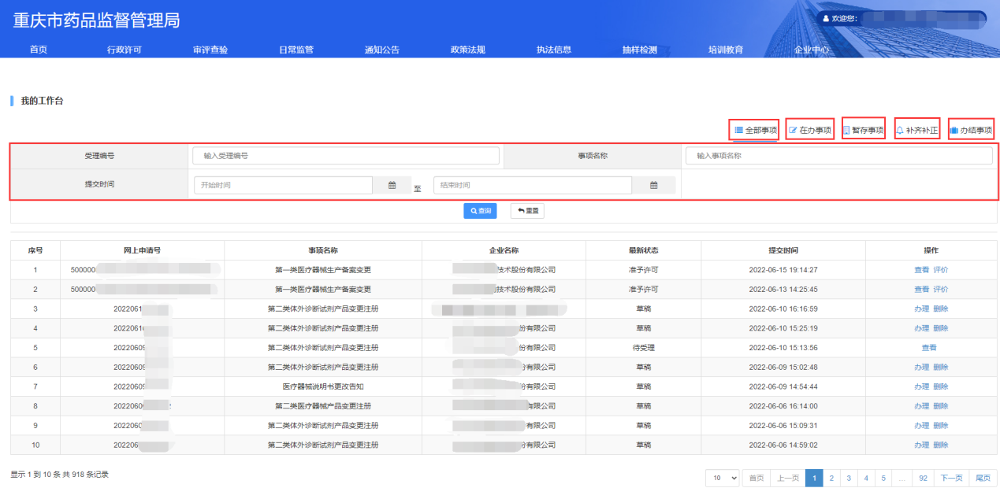 重庆市药品监督管理局
欢迎您：
首页 行政许可 审评查验 日常监管 通知公告 政策法规 执法信息 抽样检测 培训教育 企业中心
我的工作台
全部事项 在办事项 暂存事项 补齐补正 办结事项
受理编号 输入受理编号 事项名称 输入事项名称
提交时间 开始时间 至 结束时间
查询 重置
序号 网上申请号 事项名称 企业名称 最新状态 提交时间 操作
1 500000 第一类医疗器械生产备案变更 技术股份有限公司 准予许可 2022-06-15 19:14:27 查看 评价
2 500000 第一类医疗器械生产备案变更 技术股份有限公司 准予许可 2022-06-13 14:25:45 查看 评价
3 2022061 第二类体外诊断试剂产品变更注册 草稿 2022-06-10 16:16:59 办理 删除
4 2022061 第二类体外诊断试剂产品变更注册 份有限公司 草稿 2022-06-10 15:25:19 办理 删除
5 20220609 第二类体外诊断试剂产品变更注册 份有限公司 待受理 2022-06-10 15:13:56 查看
6 20220609 第二类体外诊断试剂产品变更注册 份有限公司 草稿 2022-06-09 15:02:48 办理 删除
7 20220609 医疗器械说明书更改告知 份有限公司 草稿 2022-06-09 14:54:44 办理 删除
8 2022060 第二类医疗器械产品变更注册 有限公司 草稿 2022-06-06 16:14:00 办理 删除
9 202206 第二类体外诊断试剂产品变更注册 有限公司 草稿 2022-06-06 15:09:31 办理 删除
10 202206 第二类体外诊断试剂产品变更注册 份有限公司 草稿 2022-06-06 14:59:02 办理 删除
显示 1 到 10 条 共 918 条记录
10 首页 上一页 1 2 3 4 5 ... 92 下一页 尾页